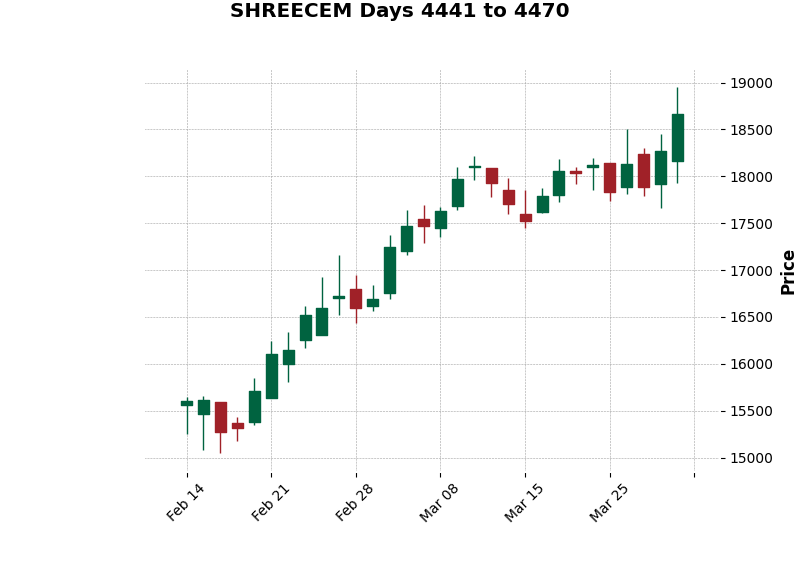 SHREECEM Days 4441 to 4470
19000
18500
18000
17500
17000
16500
16000
15500
15000
Price
Feb 14
Feb 21
Feb 28
Mar 08
Mar 15
Mar 25